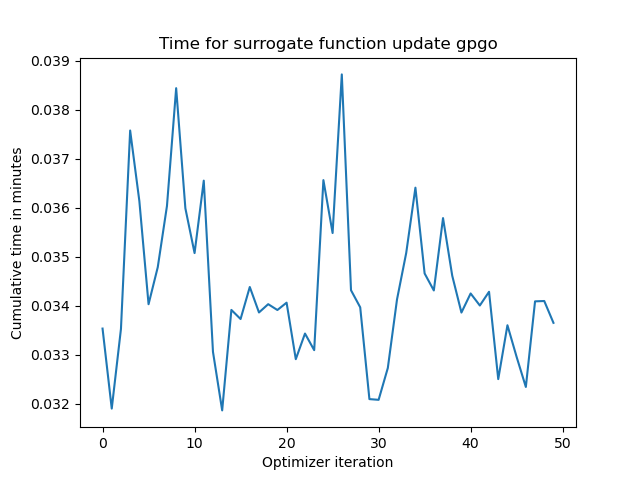 Time for surrogate function update gpgo
Cumulative time in minutes
0.039
0.038
0.037
0.036
0.035
0.034
0.033
0.032
0 10 20 30 40 50
Optimizer iteration